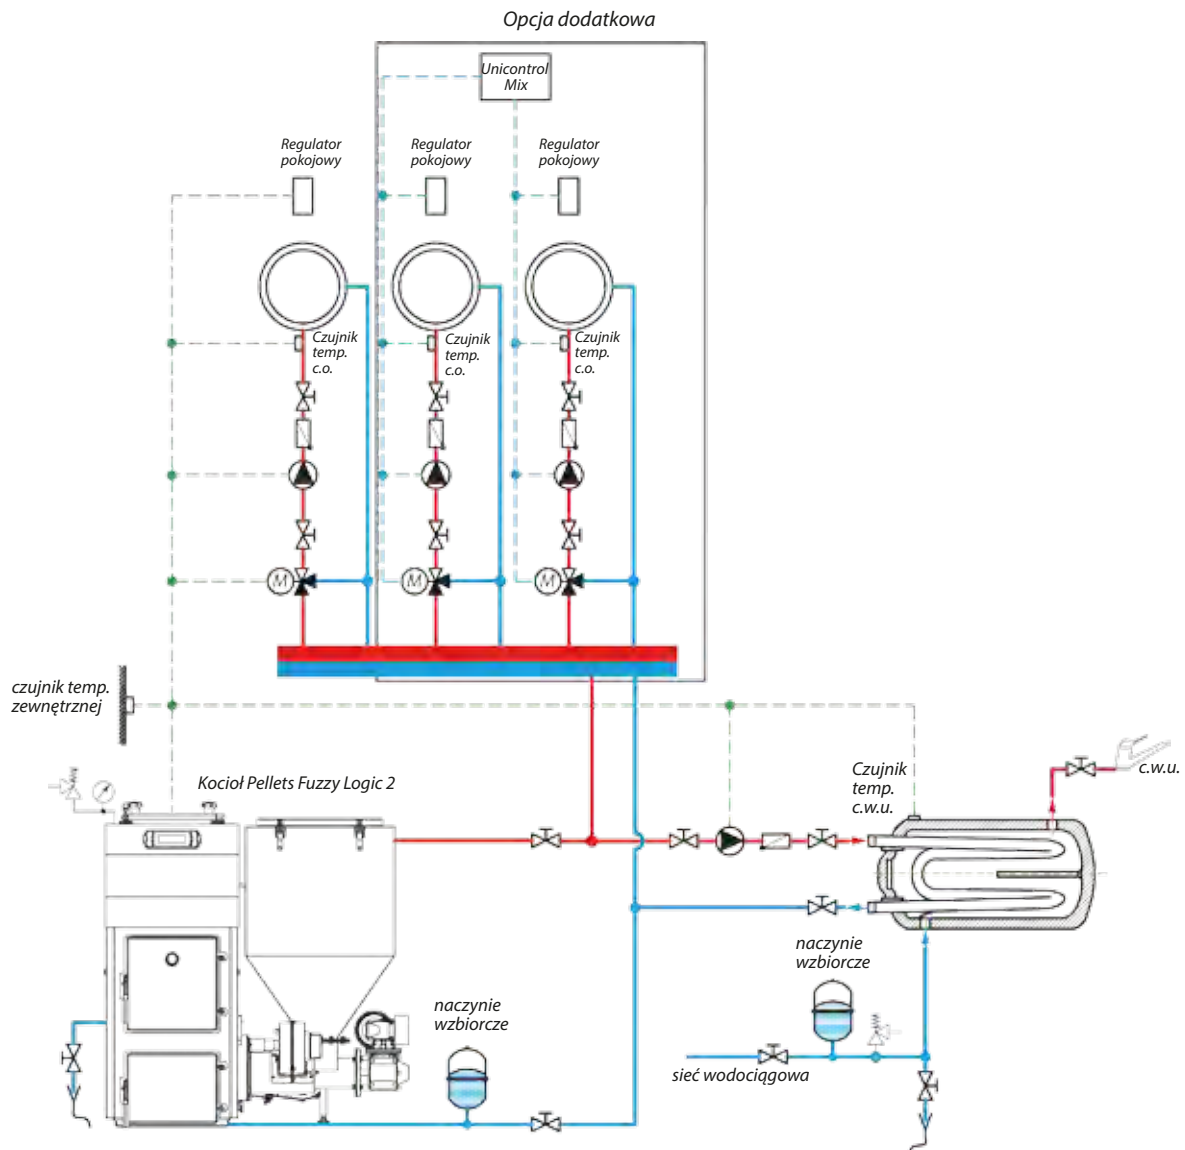 Opcja dodatkowa
Unicontrol
Mix
Regulator
pokojowy
Regulator
pokojowy
Regulator
pokojowy
Czujnik
temp.
c.o.
Czujnik
temp.
c.o.
Czujnik
temp.
c.o.
M
M
M
czujnik temp.
zewnętrznej
Kocioł Pellets Fuzzy Logic 2
Czujnik
temp.
c.w.u.
c.w.u.
naczynie
wzbiorcze
naczynie
wzbiorcze
sieć wodociągowa